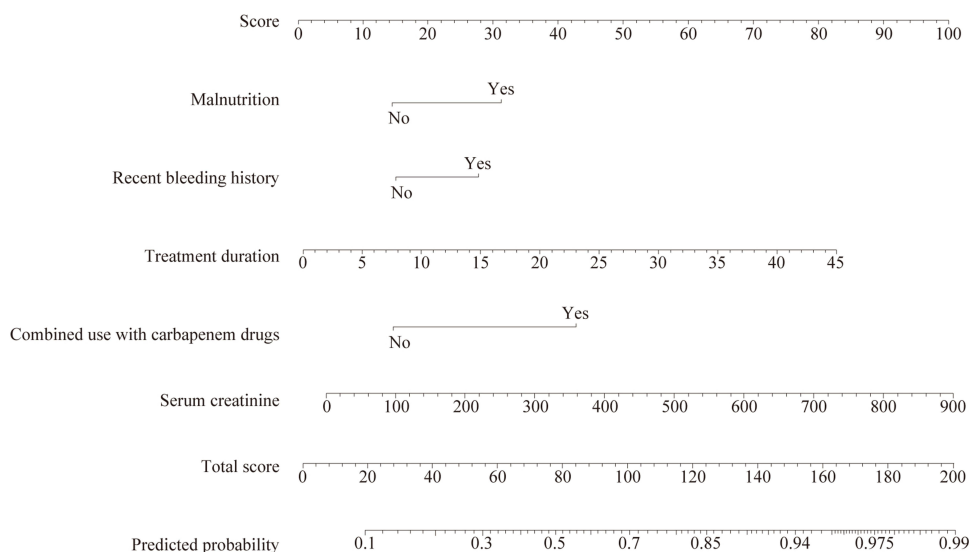 Score
0 10 20 30 40 50 60 70 80 90 100
Yes
Malnutrition
No
Yes
Recent bleeding history
No
Treatment duration
0 5 10 15 20 25 30 35 40 45
Yes
Combined use with carbapenem drugs
No
Serum creatinine
0 100 200 300 400 500 600 700 800 900
Total score
0 20 40 60 80 100 120 140 160 180 200
Predicted probability
0.1 0.3 0.5 0.7 0.85 0.94 0.975 0.99